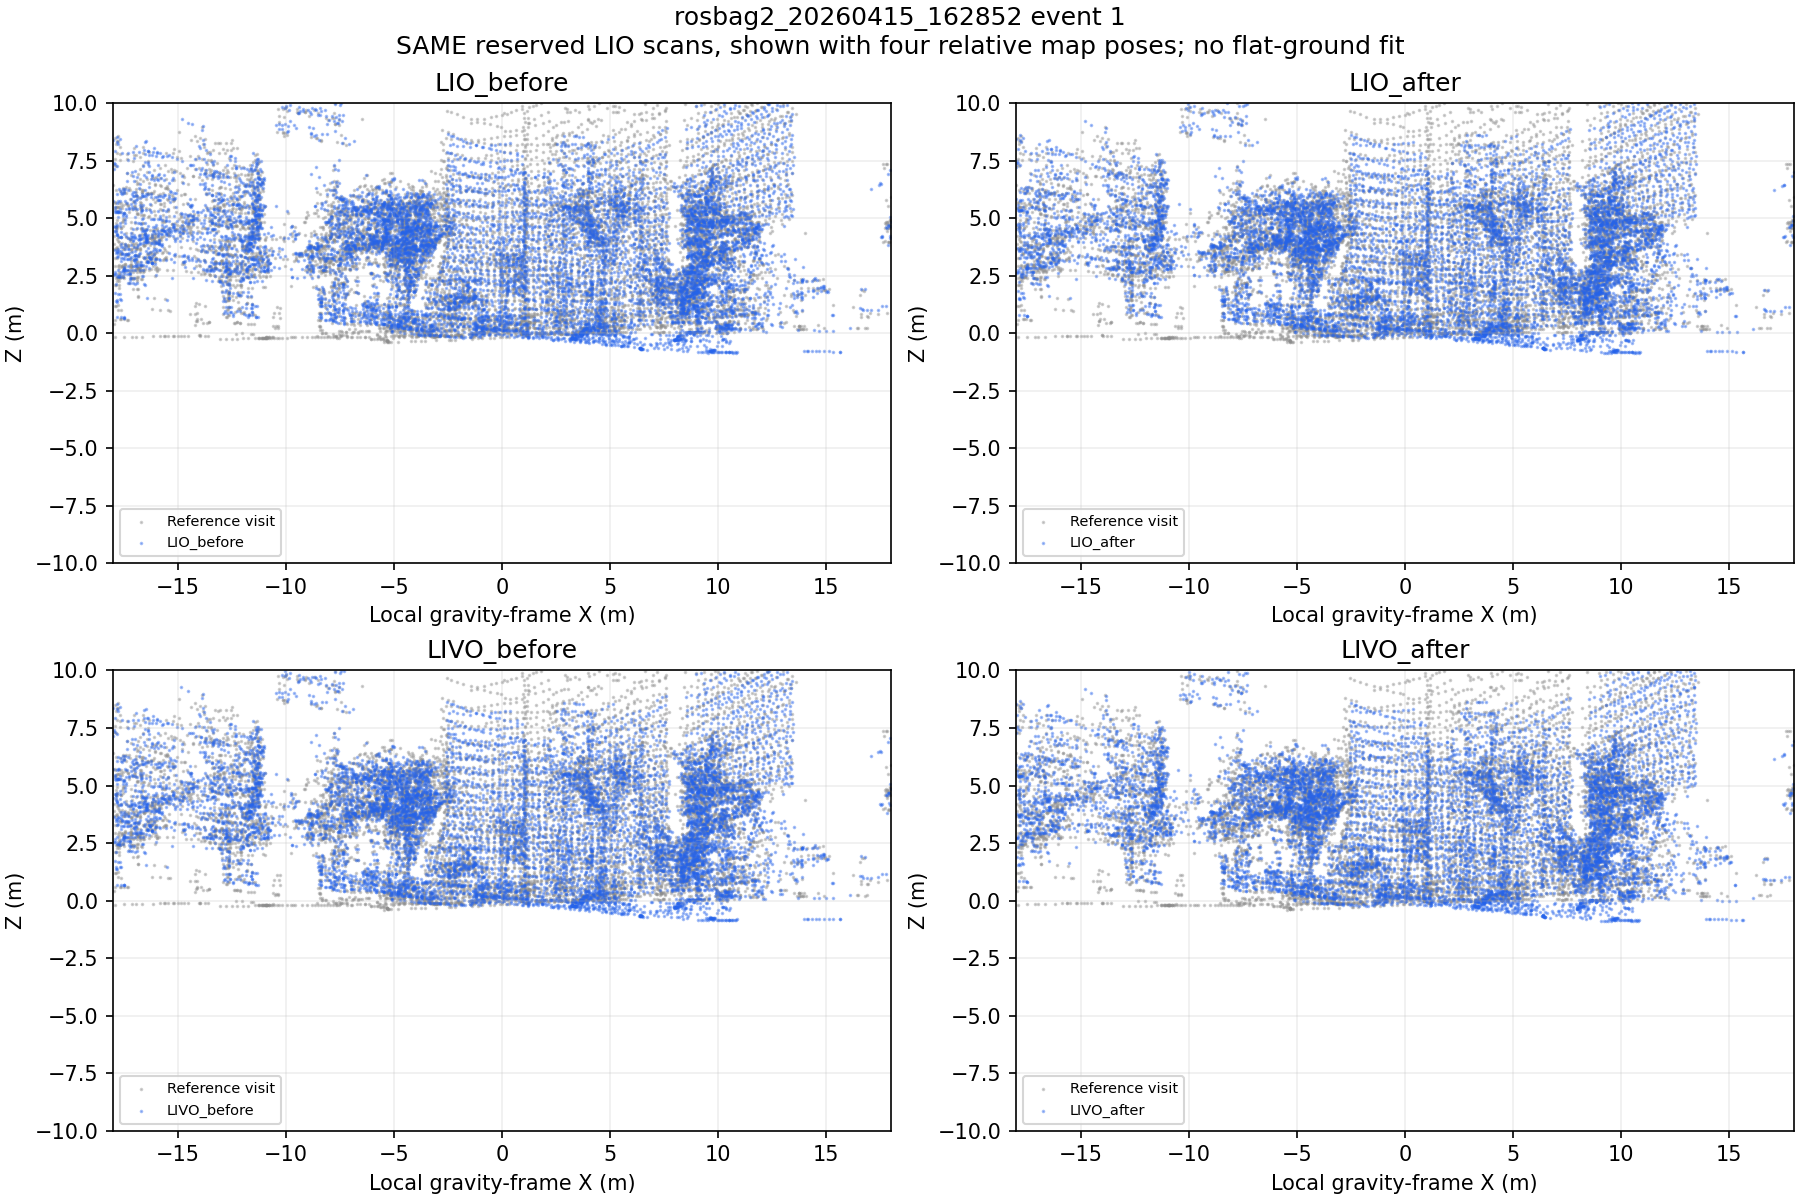 rosbag2_20260415_162852 event 1
SAME reserved LIO scans, shown with four relative map poses; no flat-ground fit
LIO_before
10.0
7.5
5.0
2.5
0.0
−2.5
−5.0
−7.5
−10.0
Z (m)
Reference visit
LIO_before
−15
−10
−5
0
5
10
15
Local gravity-frame X (m)
LIO_after
10.0
7.5
5.0
2.5
0.0
−2.5
−5.0
−7.5
−10.0
Z (m)
Reference visit
LIO_after
−15
−10
−5
0
5
10
15
Local gravity-frame X (m)
LIVO_before
10.0
7.5
5.0
2.5
0.0
−2.5
−5.0
−7.5
−10.0
Z (m)
Reference visit
LIVO_before
−15
−10
−5
0
5
10
15
Local gravity-frame X (m)
LIVO_after
10.0
7.5
5.0
2.5
0.0
−2.5
−5.0
−7.5
−10.0
Z (m)
Reference visit
LIVO_after
−15
−10
−5
0
5
10
15
Local gravity-frame X (m)